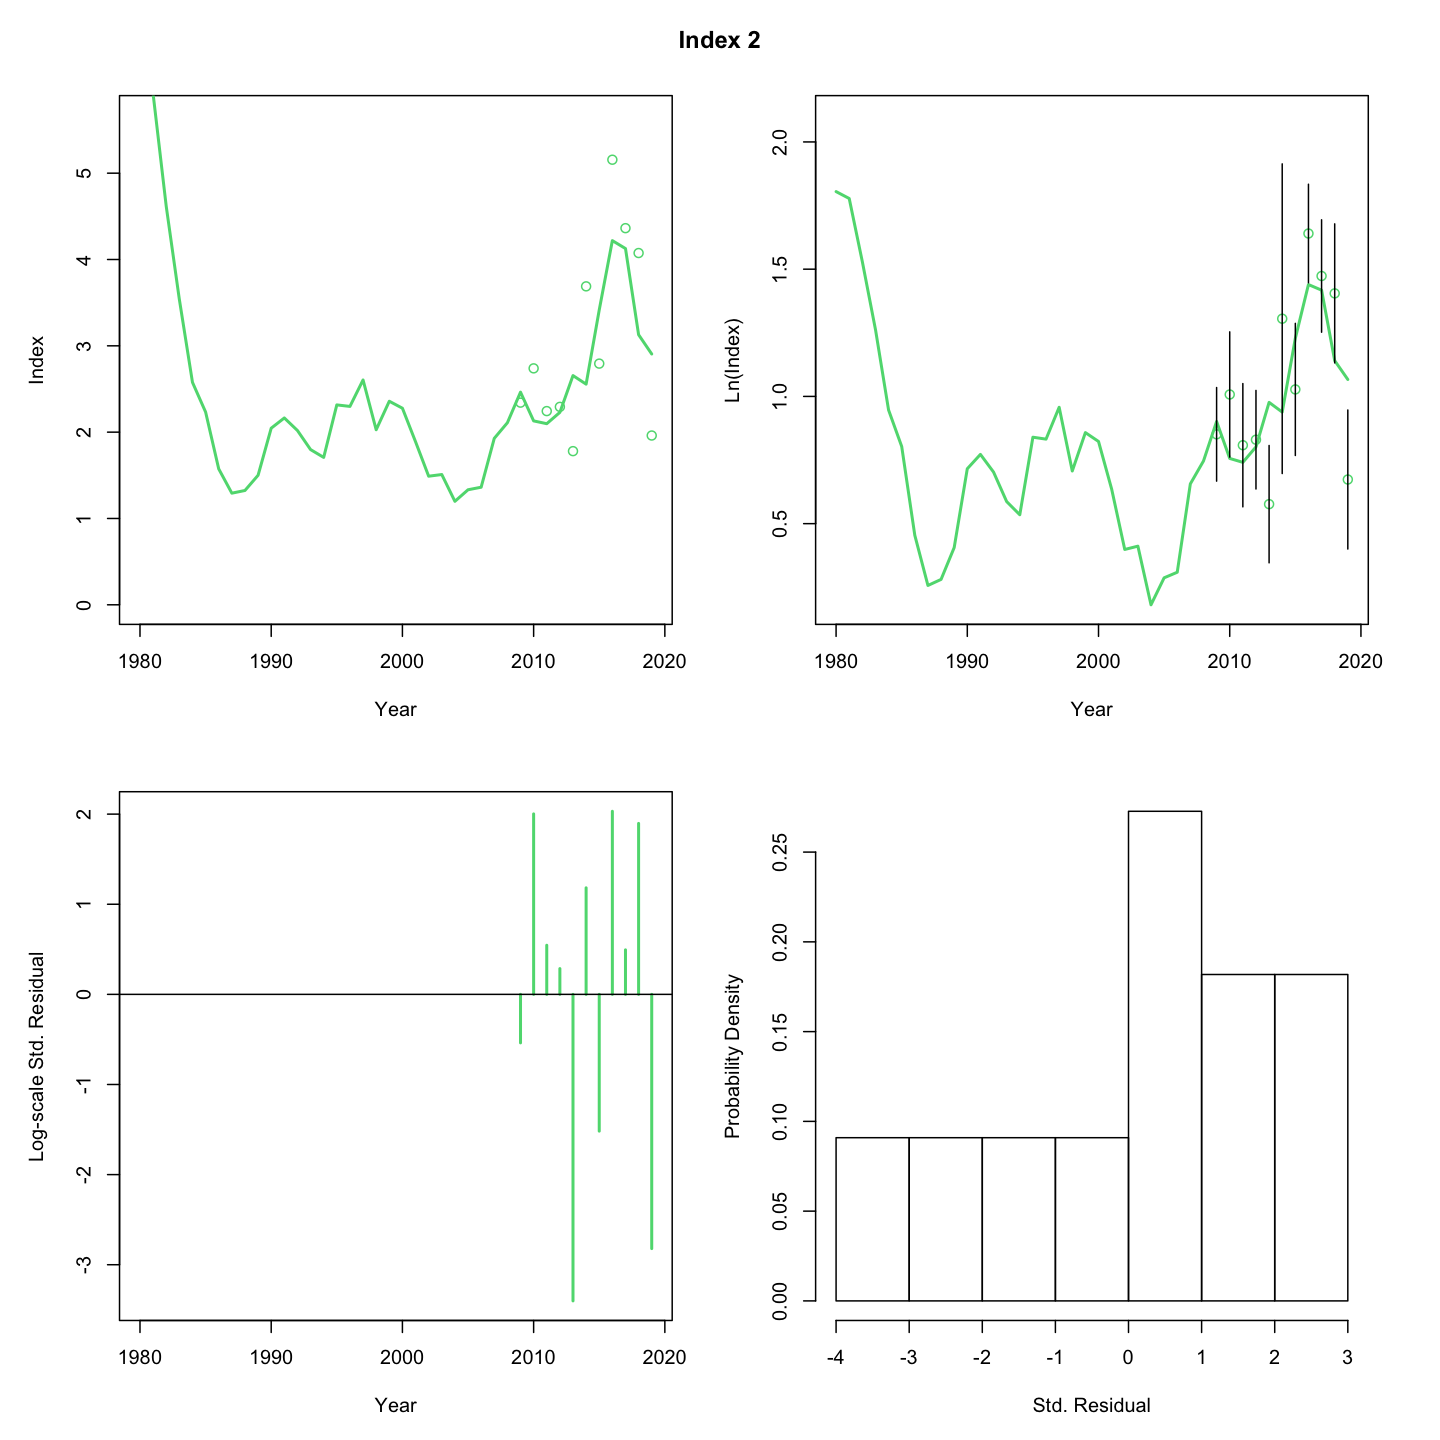 Index 2
Index
0 1 2 3 4 5
1980 1990 2000 2010 2020
Year
Ln(Index)
0.5 1.0 1.5 2.0
1980 1990 2000 2010 2020
Year
Log-scale Std. Residual
-3 -2 -1 0 1 2
1980 1990 2000 2010 2020
Year
Probability Density
0.00 0.05 0.10 0.15 0.20 0.25
-4 -3 -2 -1 0 1 2 3
Std. Residual